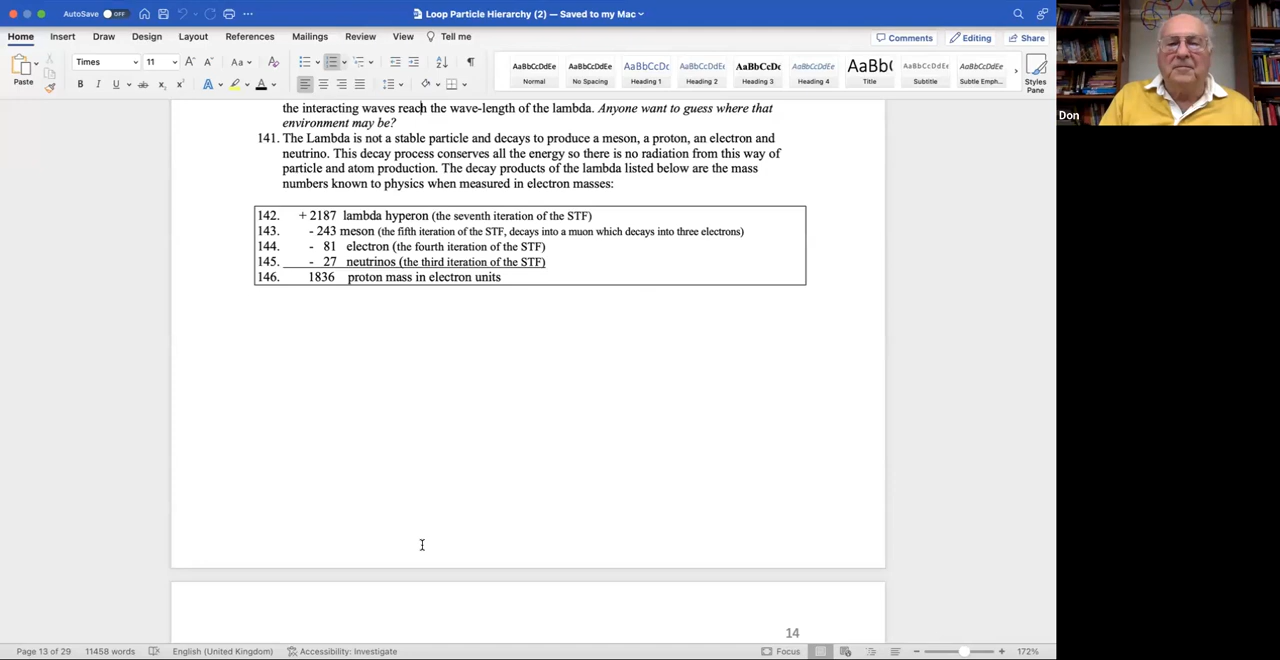 AutoSave OFF
Loop Particle Hierarchy (2) — Saved to my Mac
Home Insert Draw Design Layout References Mailings Review View Tell me
Comments Editing Share
Paste
Times 11
AaBbCcDdEe AaBbCcDdEe AaBbCcDc AaBbCcDdEe AaBbCcDc AaBbCcDdEe AaBb( AaBbCcDdEe AaBbCcDdEe
Normal No Spacing Heading 1 Heading 2 Heading 3 Heading 4 Title Subtitle Subtle Emph...
Styles
Pane
the interacting waves reach the wave-length of the lambda. Anyone want to guess where that
environment may be?
141. The Lambda is not a stable particle and decays to produce a meson, a proton, an electron and
neutrino. This decay process conserves all the energy so there is no radiation from this way of
particle and atom production. The decay products of the lambda listed below are the mass
numbers known to physics when measured in electron masses:
142. + 2187 lambda hyperon (the seventh iteration of the STF)
143. - 243 meson (the fifth iteration of the STF, decays into a muon which decays into three electrons)
144. - 81 electron (the fourth iteration of the STF)
145. - 27 neutrinos (the third iteration of the STF)
146. 1836 proton mass in electron units
14
Page 13 of 29 11458 words English (United Kingdom) Accessibility: Investigate
Focus 172%
Don